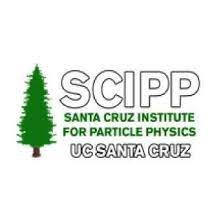 SCIPP
SANTA CRUZ INSTITUTE
FOR PARTICLE PHYSICS
UC SANTA CRUZ